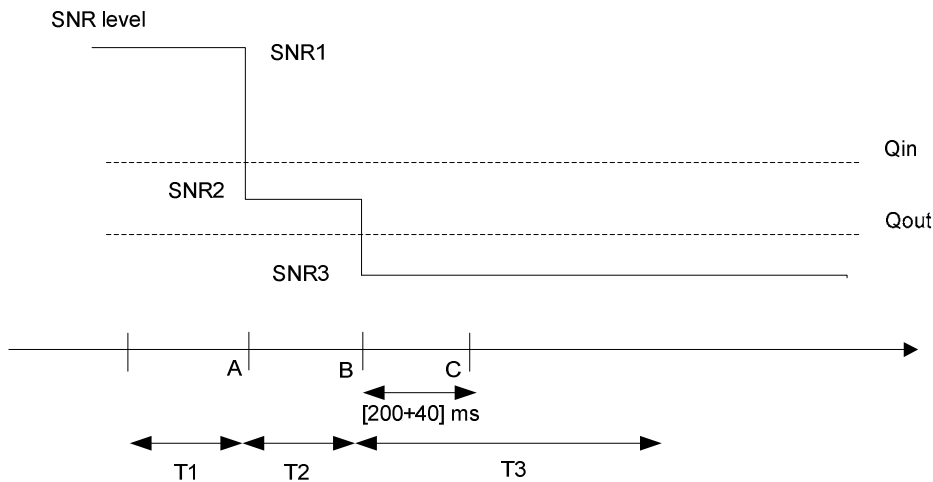 SNR level
SNR1
Qin
SNR2
Qout
SNR3
A
B
C
[200+40] ms
T1
T2
T3